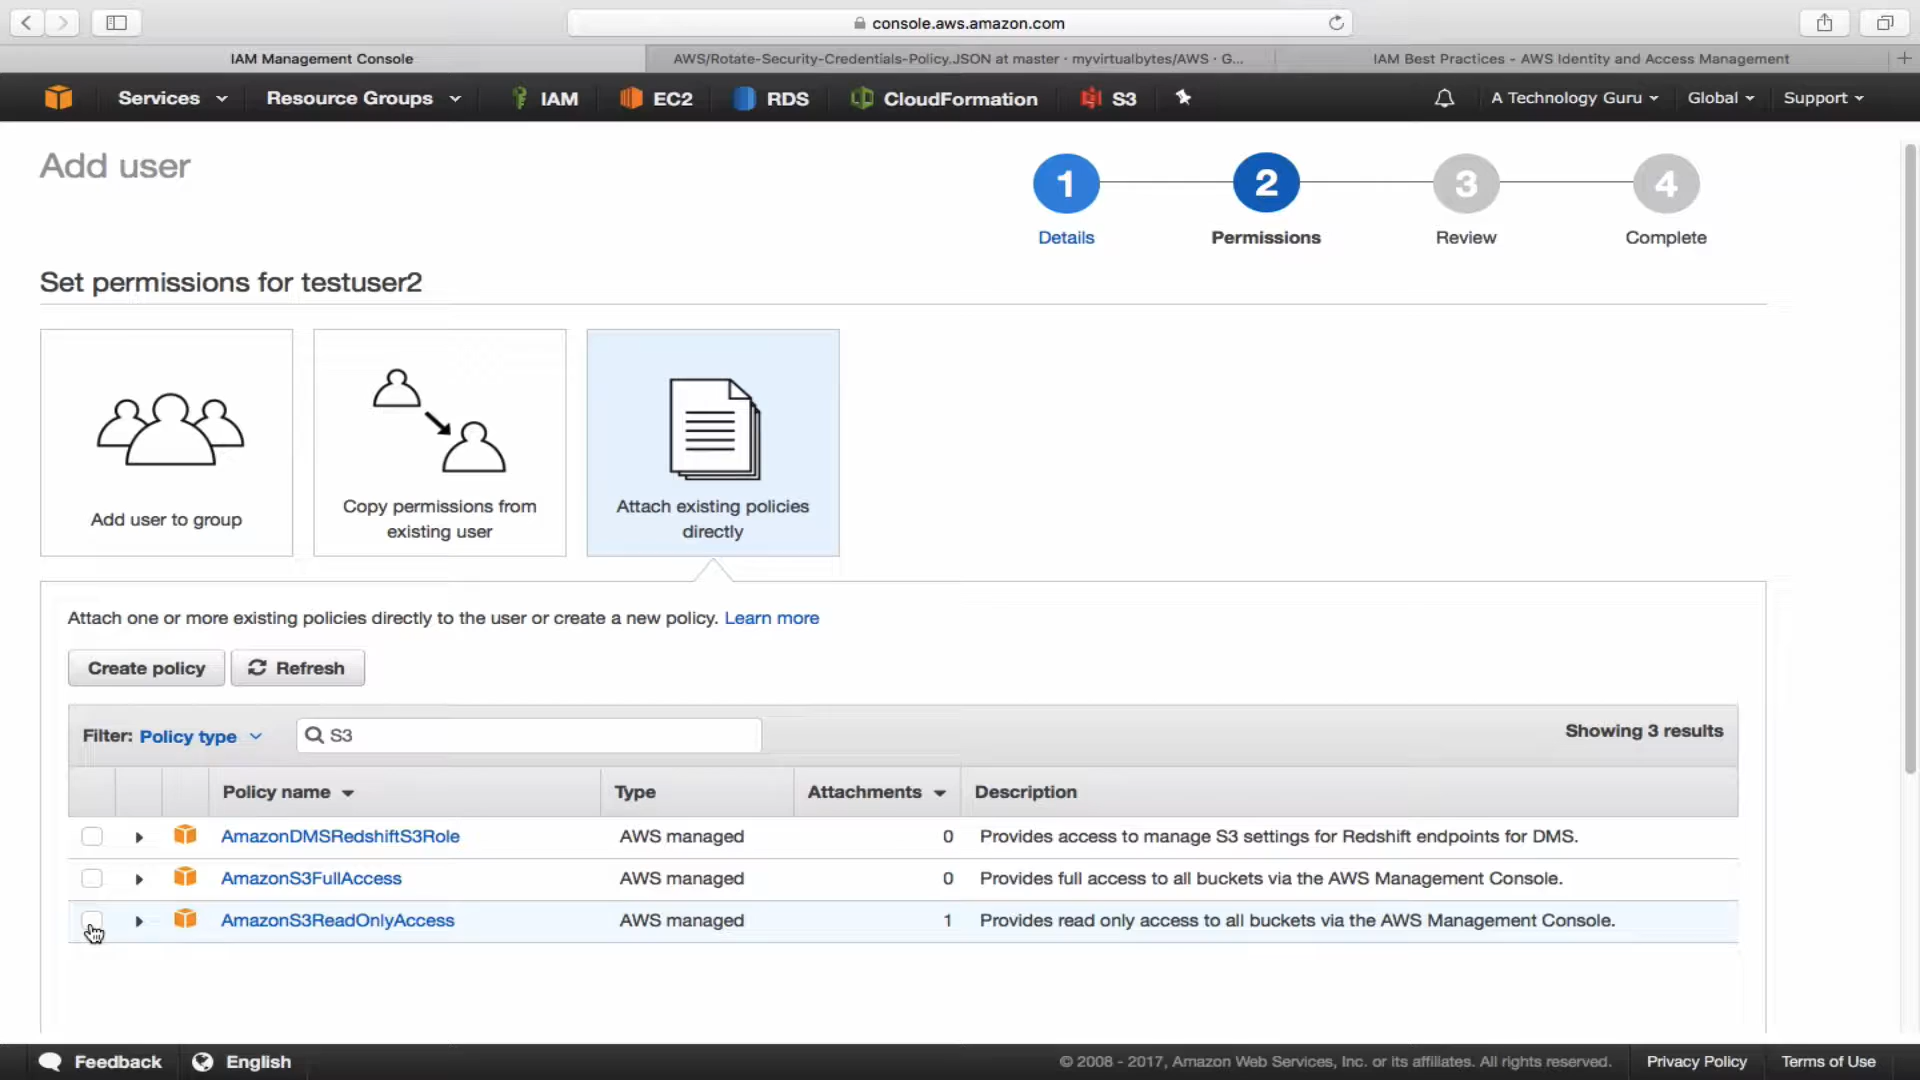 console.aws.amazon.com
IAM Management Console
AWS/Rotate-Security-Credentials-Policy.JSON at master · myvirtualbytes/AWS · G...
IAM Best Practices - AWS Identity and Access Management
Services
Resource Groups
IAM
EC2
RDS
CloudFormation
S3
A Technology Guru
Global
Support
Add user
1
2
3
4
Details
Permissions
Review
Complete
Set permissions for testuser2
Add user to group
Copy permissions from
existing user
Attach existing policies
directly
Attach one or more existing policies directly to the user or create a new policy. Learn more
Create policy
Refresh
Filter: Policy type
S3
Showing 3 results
Policy name
Type
Attachments
Description
AmazonDMSRedshiftS3Role AWS managed 0 Provides access to manage S3 settings for Redshift endpoints for DMS.
AmazonS3FullAccess AWS managed 0 Provides full access to all buckets via the AWS Management Console.
AmazonS3ReadOnlyAccess AWS managed 1 Provides read only access to all buckets via the AWS Management Console.
Feedback
English
© 2008 - 2017, Amazon Web Services, Inc. or its affiliates. All rights reserved.
Privacy Policy
Terms of Use